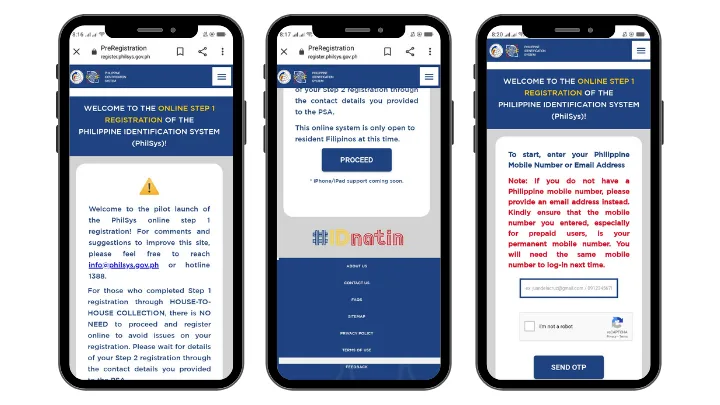 8:16
PreRegistration
register.philsys.gov.ph
PHILIPPINE
IDENTIFICATION
SYSTEM
WELCOME TO THE ONLINE STEP 1
REGISTRATION OF THE
PHILIPPINE IDENTIFICATION SYSTEM
(PhilSys)!
Welcome to the pilot launch of
the PhilSys online step 1
registration! For comments and
suggestions to improve this site,
please feel free to reach
info@philsys.gov.ph or hotline
1388.
For those who completed Step 1
registration through HOUSE-TO-
HOUSE COLLECTION, there is NO
NEED to proceed and register
online to avoid issues on your
registration. Please wait for details
of your Step 2 registration through
the contact details you provided
to the PSA.
8:17
PreRegistration
register.philsys.gov.ph
PHILIPPINE
IDENTIFICATION
SYSTEM
of your Step 2 registration through
the contact details you provided
to the PSA.
This online system is only open to
resident Filipinos at this time.
PROCEED
* iPhone/iPad support coming soon.
#IDnatin
ABOUT US
CONTACT US
FAQS
SITEMAP
PRIVACY POLICY
TERMS OF USE
FEEDBACK
8:20
PHILIPPINE
IDENTIFICATION
SYSTEM
WELCOME TO THE ONLINE STEP 1
REGISTRATION OF THE
PHILIPPINE IDENTIFICATION SYSTEM
(PhilSys)!
To start, enter your Philippine
Mobile Number or Email Address
Note: If you do not have a
Philippine mobile number, please
provide an email address instead.
Kindly ensure that the mobile
number you entered, especially
for prepaid users, is your
permanent mobile number. You
will need the same mobile
number to log-in next time.
I'm not a robot
reCAPTCHA
Privacy - Terms
SEND OTP